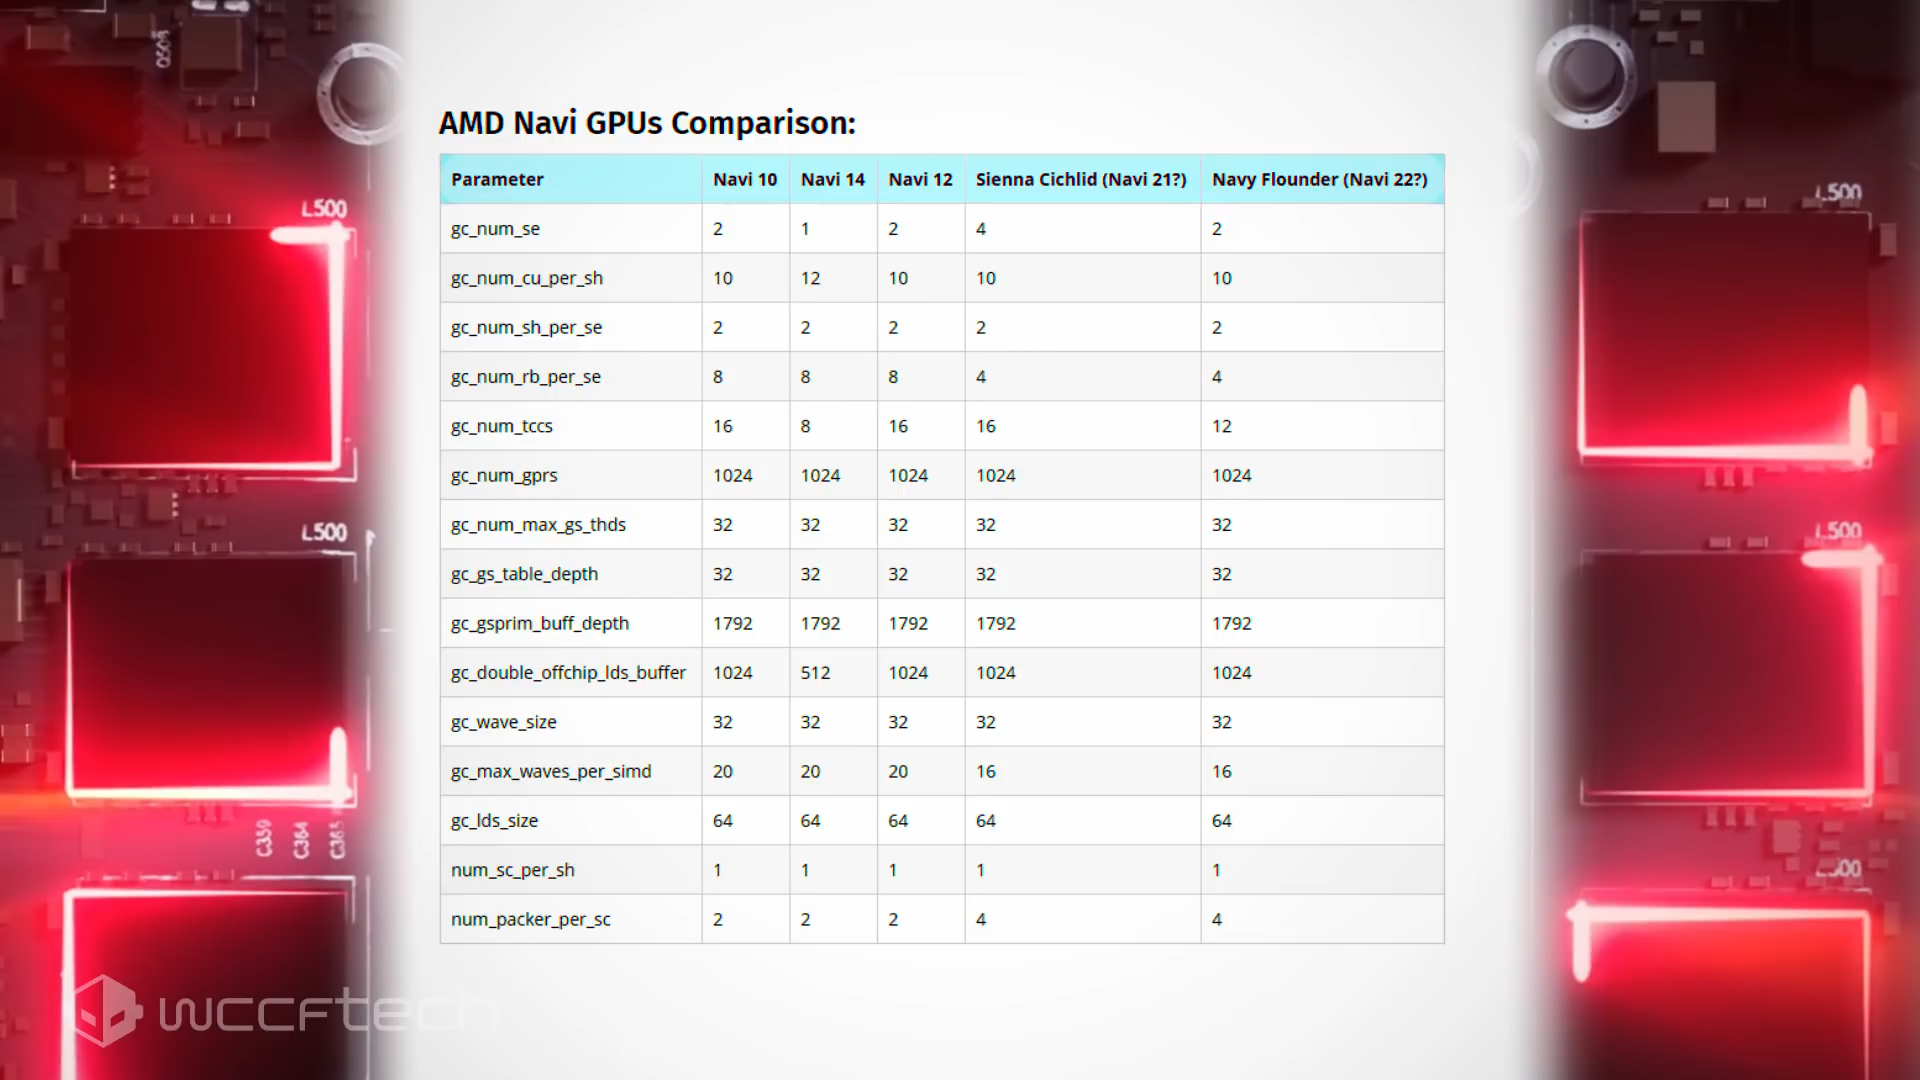 AMD Navi GPUs Comparison:
Parameter Navi 10 Navi 14 Navi 12 Sienna Cichlid (Navi 21?) Navy Flounder (Navi 22?)
gc_num_se 2 1 2 4 2
gc_num_cu_per_sh 10 12 10 10 10
gc_num_sh_per_se 2 2 2 2 2
gc_num_rb_per_se 8 8 8 4 4
gc_num_tccs 16 8 16 16 12
gc_num_gprs 1024 1024 1024 1024 1024
gc_num_max_gs_thds 32 32 32 32 32
gc_gs_table_depth 32 32 32 32 32
gc_gsprim_buff_depth 1792 1792 1792 1792 1792
gc_double_offchip_lds_buffer 1024 512 1024 1024 1024
gc_wave_size 32 32 32 32 32
gc_max_waves_per_simd 20 20 20 16 16
gc_lds_size 64 64 64 64 64
num_sc_per_sh 1 1 1 1 1
num_packer_per_sc 2 2 2 4 4
L500
L500
C359
C364
L500
L500
wccftech